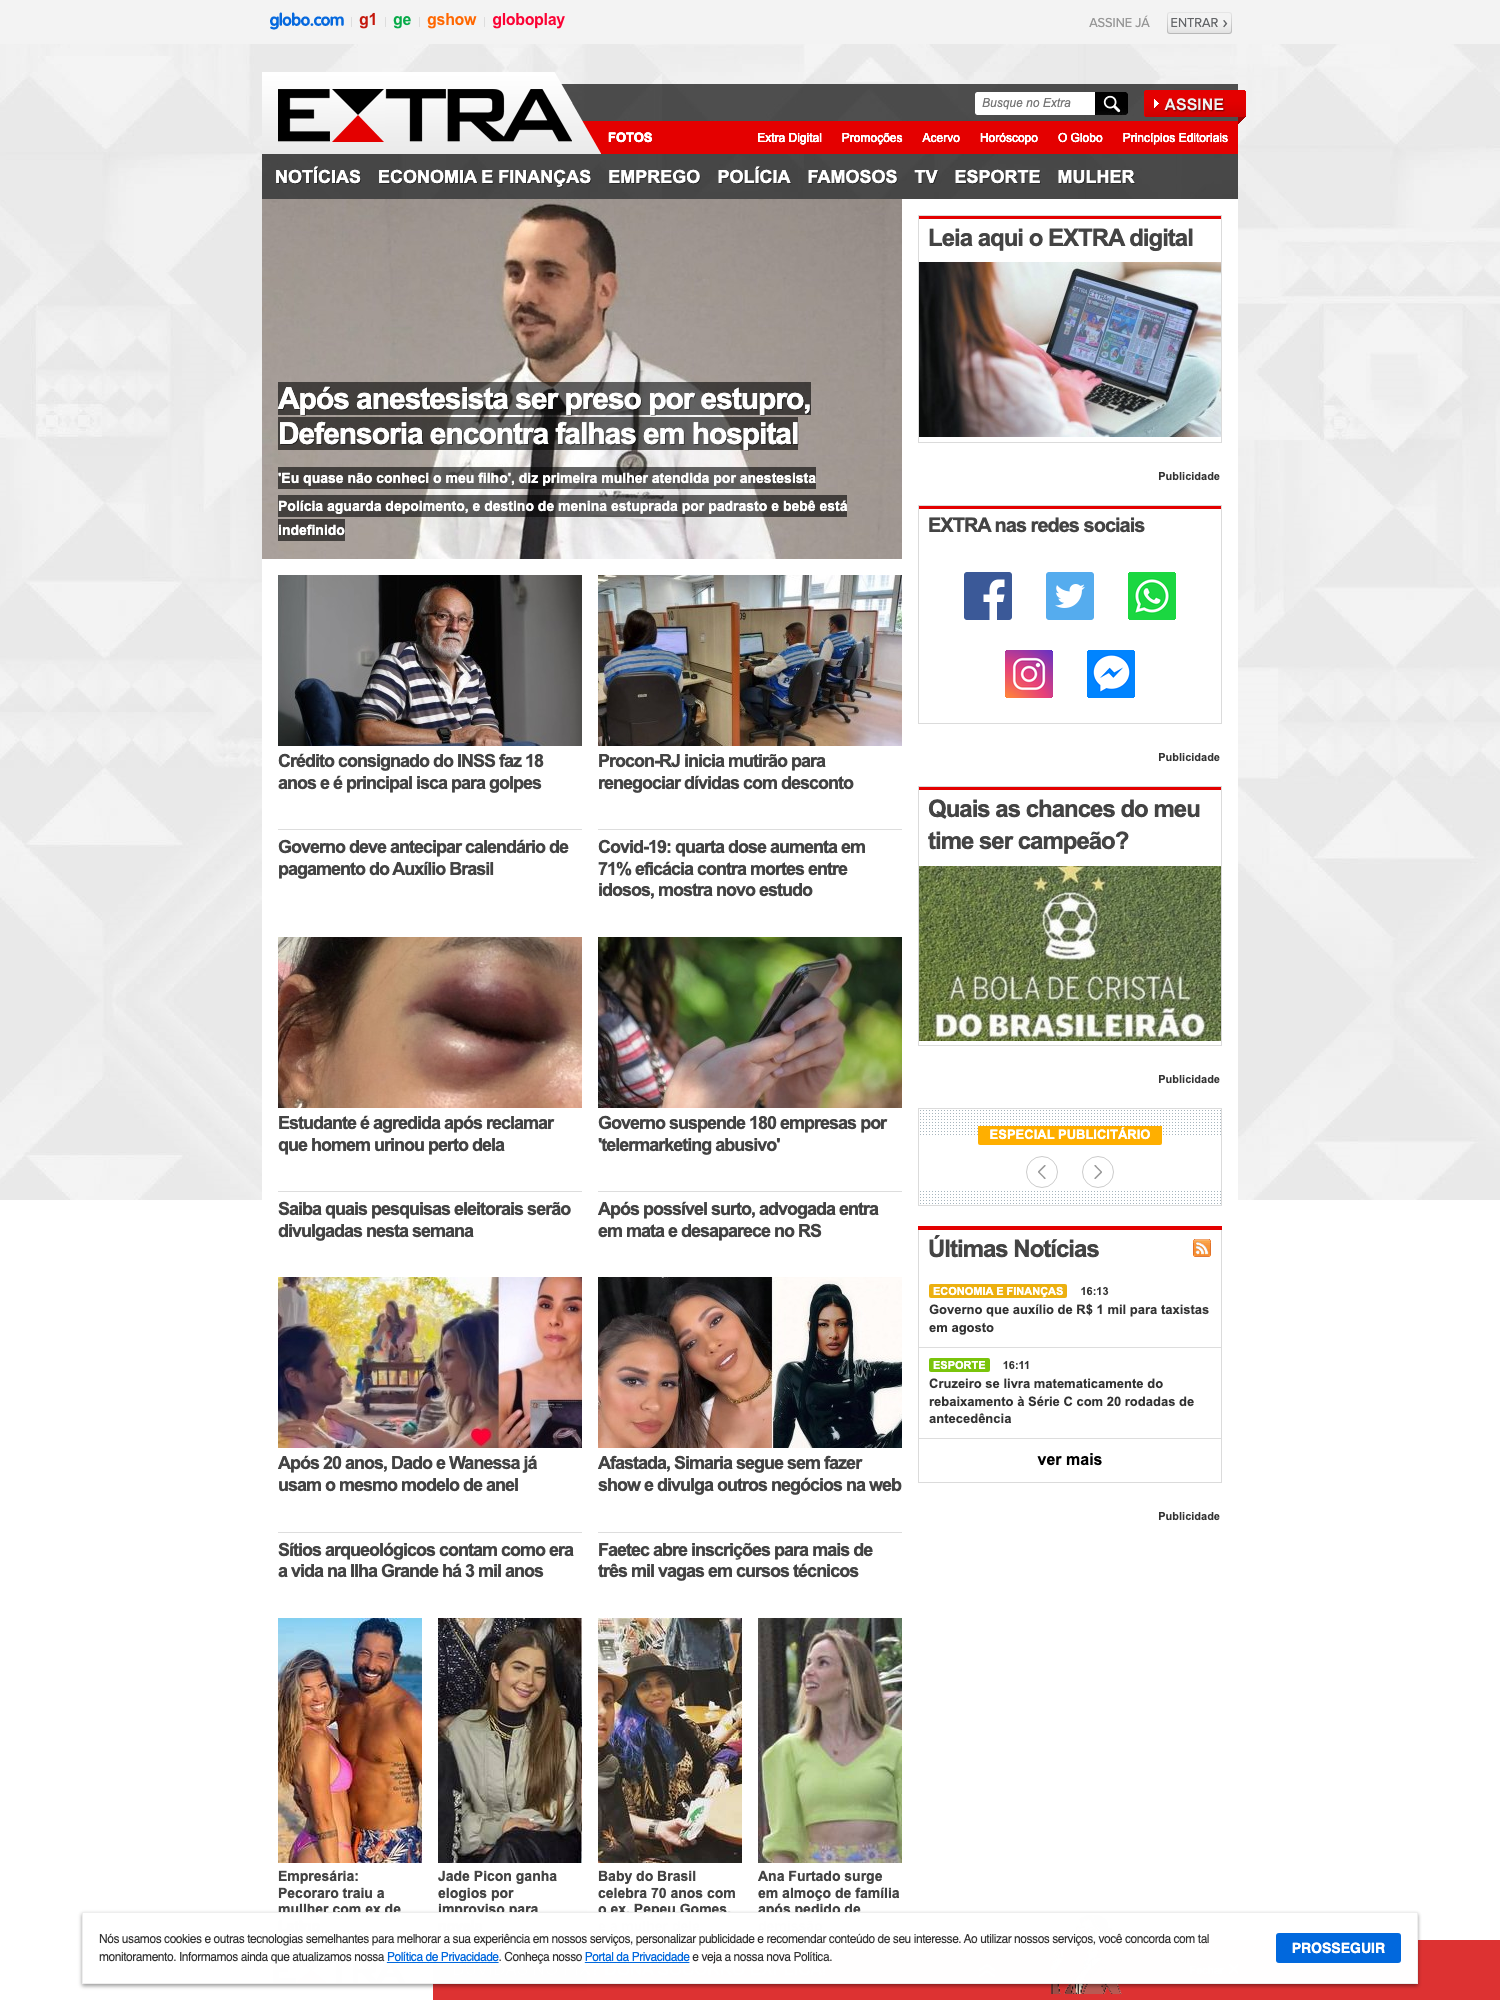 globo.com g1 ge gshow globoplay ASSINE JÁ ENTRAR ›
EXTRA
Busque no Extra ASSINE
FOTOS Extra Digital Promoções Acervo Horóscopo O Globo Princípios Editoriais
NOTÍCIAS ECONOMIA E FINANÇAS EMPREGO POLÍCIA FAMOSOS TV ESPORTE MULHER
Após anestesista ser preso por estupro,
Defensoria encontra falhas em hospital
'Eu quase não conheci o meu filho', diz primeira mulher atendida por anestesista
Polícia aguarda depoimento, e destino de menina estuprada por padrasto e bebê está
indefinido
Crédito consignado do INSS faz 18
anos e é principal isca para golpes
Procon-RJ inicia mutirão para
renegociar dívidas com desconto
Governo deve antecipar calendário de
pagamento do Auxílio Brasil
Covid-19: quarta dose aumenta em
71% eficácia contra mortes entre
idosos, mostra novo estudo
Estudante é agredida após reclamar
que homem urinou perto dela
Governo suspende 180 empresas por
'telermarketing abusivo'
Saiba quais pesquisas eleitorais serão
divulgadas nesta semana
Após possível surto, advogada entra
em mata e desaparece no RS
Após 20 anos, Dado e Wanessa já
usam o mesmo modelo de anel
Afastada, Simaria segue sem fazer
show e divulga outros negócios na web
Sítios arqueológicos contam como era
a vida na Ilha Grande há 3 mil anos
Faetec abre inscrições para mais de
três mil vagas em cursos técnicos
Empresária:
Pecoraro traiu a
mullher com ex de
Jade Picon ganha
elogios por
improviso para
Baby do Brasil
celebra 70 anos com
o ex, Pepeu Gomes,
Ana Furtado surge
em almoço de família
após pedido de
Leia aqui o EXTRA digital
Publicidade
EXTRA nas redes sociais
Publicidade
Quais as chances do meu
time ser campeão?
A BOLA DE CRISTAL
DO BRASILEIRÃO
Publicidade
ESPECIAL PUBLICITÁRIO
Últimas Notícias
ECONOMIA E FINANÇAS 16:13
Governo que auxílio de R$ 1 mil para taxistas
em agosto
ESPORTE 16:11
Cruzeiro se livra matematicamente do
rebaixamento à Série C com 20 rodadas de
antecedência
ver mais
Publicidade
Nós usamos cookies e outras tecnologias semelhantes para melhorar a sua experiência em nossos serviços, personalizar publicidade e recomendar conteúdo de seu interesse. Ao utilizar nossos serviços, você concorda com tal
monitoramento. Informamos ainda que atualizamos nossa Política de Privacidade. Conheça nosso Portal da Privacidade e veja a nossa nova Política.
PROSSEGUIR